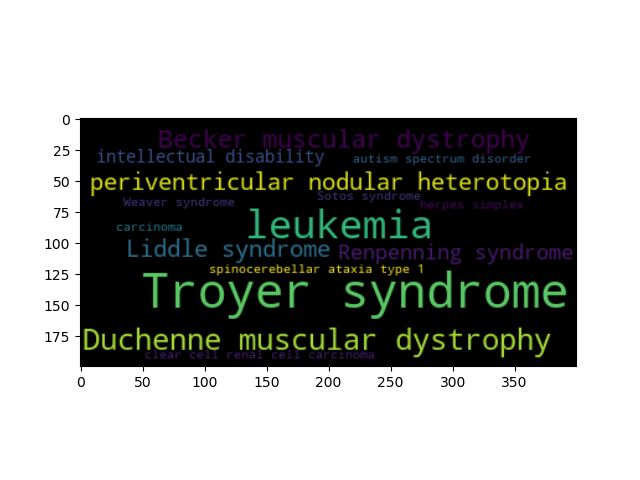 0
25
50
75
100
125
150
175
Becker muscular dystrophy
intellectual disability
autism spectrum disorder
periventricular nodular heterotopia
Sotos syndrome
Weaver syndrome
herpes simplex
leukemia
carcinoma
Liddle syndrome
Renpenning syndrome
spinocerebellar ataxia type 1
Troyer syndrome
Duchenne muscular dystrophy
clear cell renal cell carcinoma
0 50 100 150 200 250 300 350